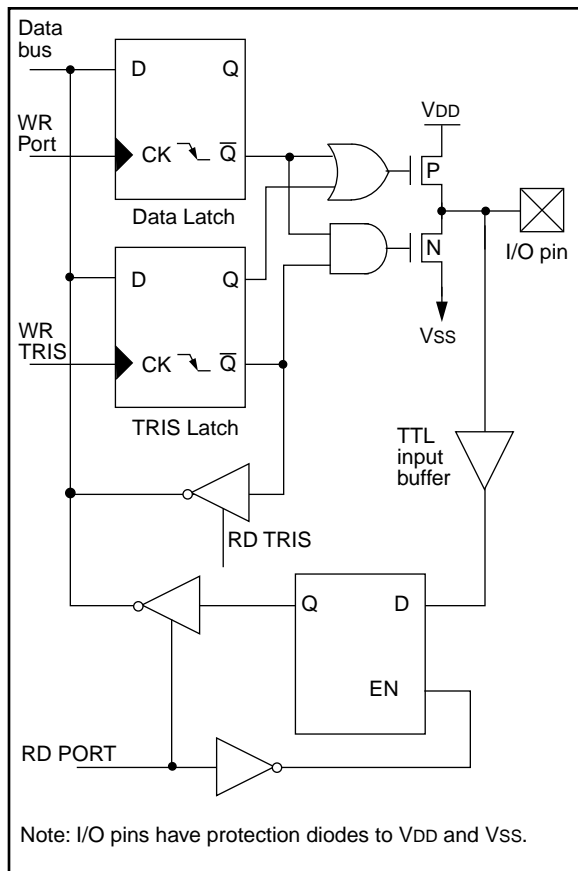 Data
bus
D
Q
WR
Port
CK
Q
Data Latch
VDD
P
N
I/O pin
VSS
D
Q
WR
TRIS
CK
Q
TRIS Latch
TTL
input
buffer
RD TRIS
Q
D
EN
RD PORT
Note: I/O pins have protection diodes to VDD and VSS.